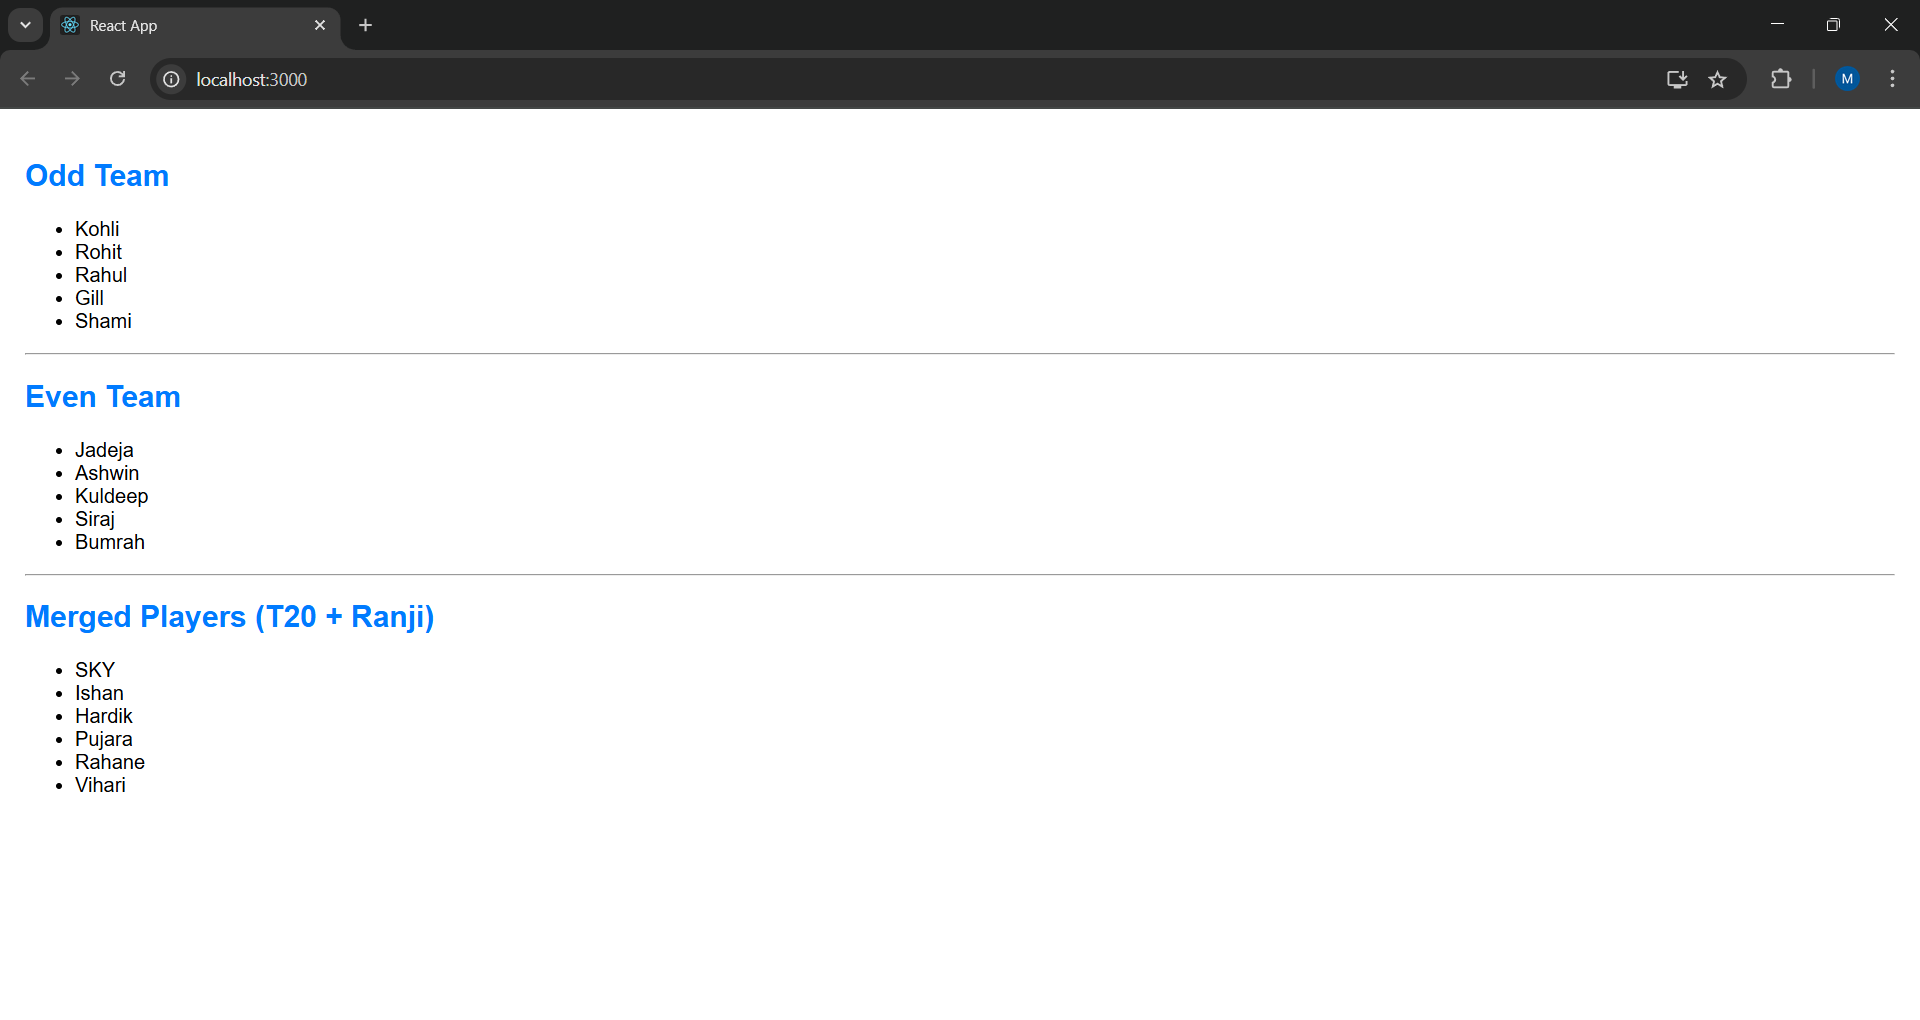 React App
localhost:3000
M
Odd Team
Kohli
Rohit
Rahul
Gill
Shami
Even Team
Jadeja
Ashwin
Kuldeep
Siraj
Bumrah
Merged Players (T20 + Ranji)
SKY
Ishan
Hardik
Pujara
Rahane
Vihari